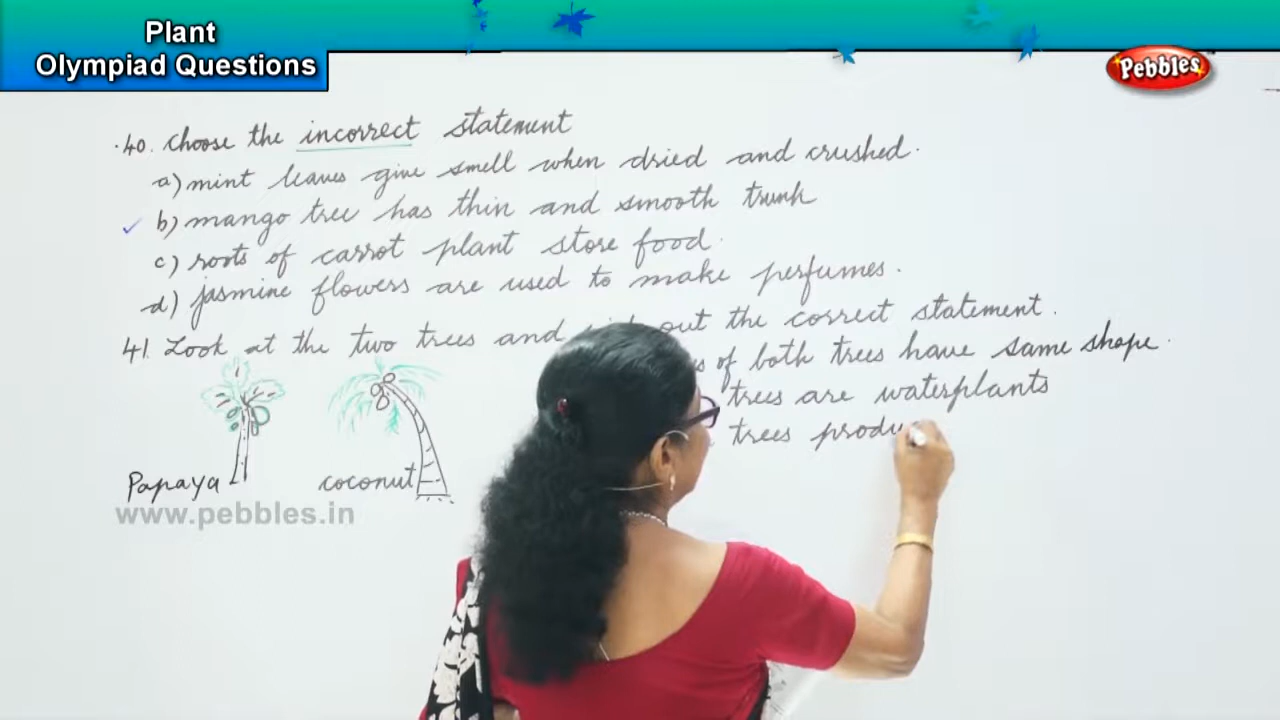 Plant
Olympiad Questions
Pebbles
40. Choose the incorrect statement
a) mint leaves give smell when dried and crushed.
b) mango tree has thin and smooth trunk
c) roots of carrot plant store food.
d) jasmine flowers are used to make perfumes.
41. Look at the two trees and out the correct statement.
of both trees have same shape.
trees are waterplants
trees produ
Papaya
coconut
www.pebbles.in